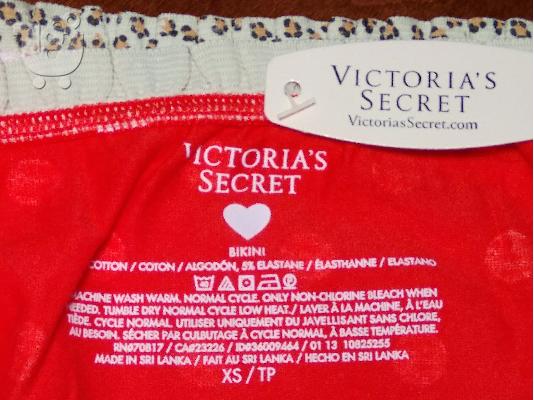 VICTORIA'S
SECRET
VictoriasSecret.com
VICTORIA'S
SECRET
BIKINI
COTTON / COTON / ALGODÓN, 5% ELASTANE / ÉLASTHANNE / ELASTANO
MACHINE WASH WARM. NORMAL CYCLE. ONLY NON-CHLORINE BLEACH WHEN
NEEDED. TUMBLE DRY NORMAL CYCLE LOW HEAT./ LAVER À LA MACHINE, À L'EAU
TIÈDE. CYCLE NORMAL. UTILISER UNIQUEMENT DU JAVELLISANT SANS CHLORE,
AU BESOIN. SÉCHER PAR CULBUTAGE À CYCLE NORMAL, À BASSE TEMPÉRATURE.
RN#70817 / CA#23226 / ID#36009464 / 01 13 10825255
MADE IN SRI LANKA / FAIT AU SRI LANKA / HECHO EN SRI LANKA
XS / TP